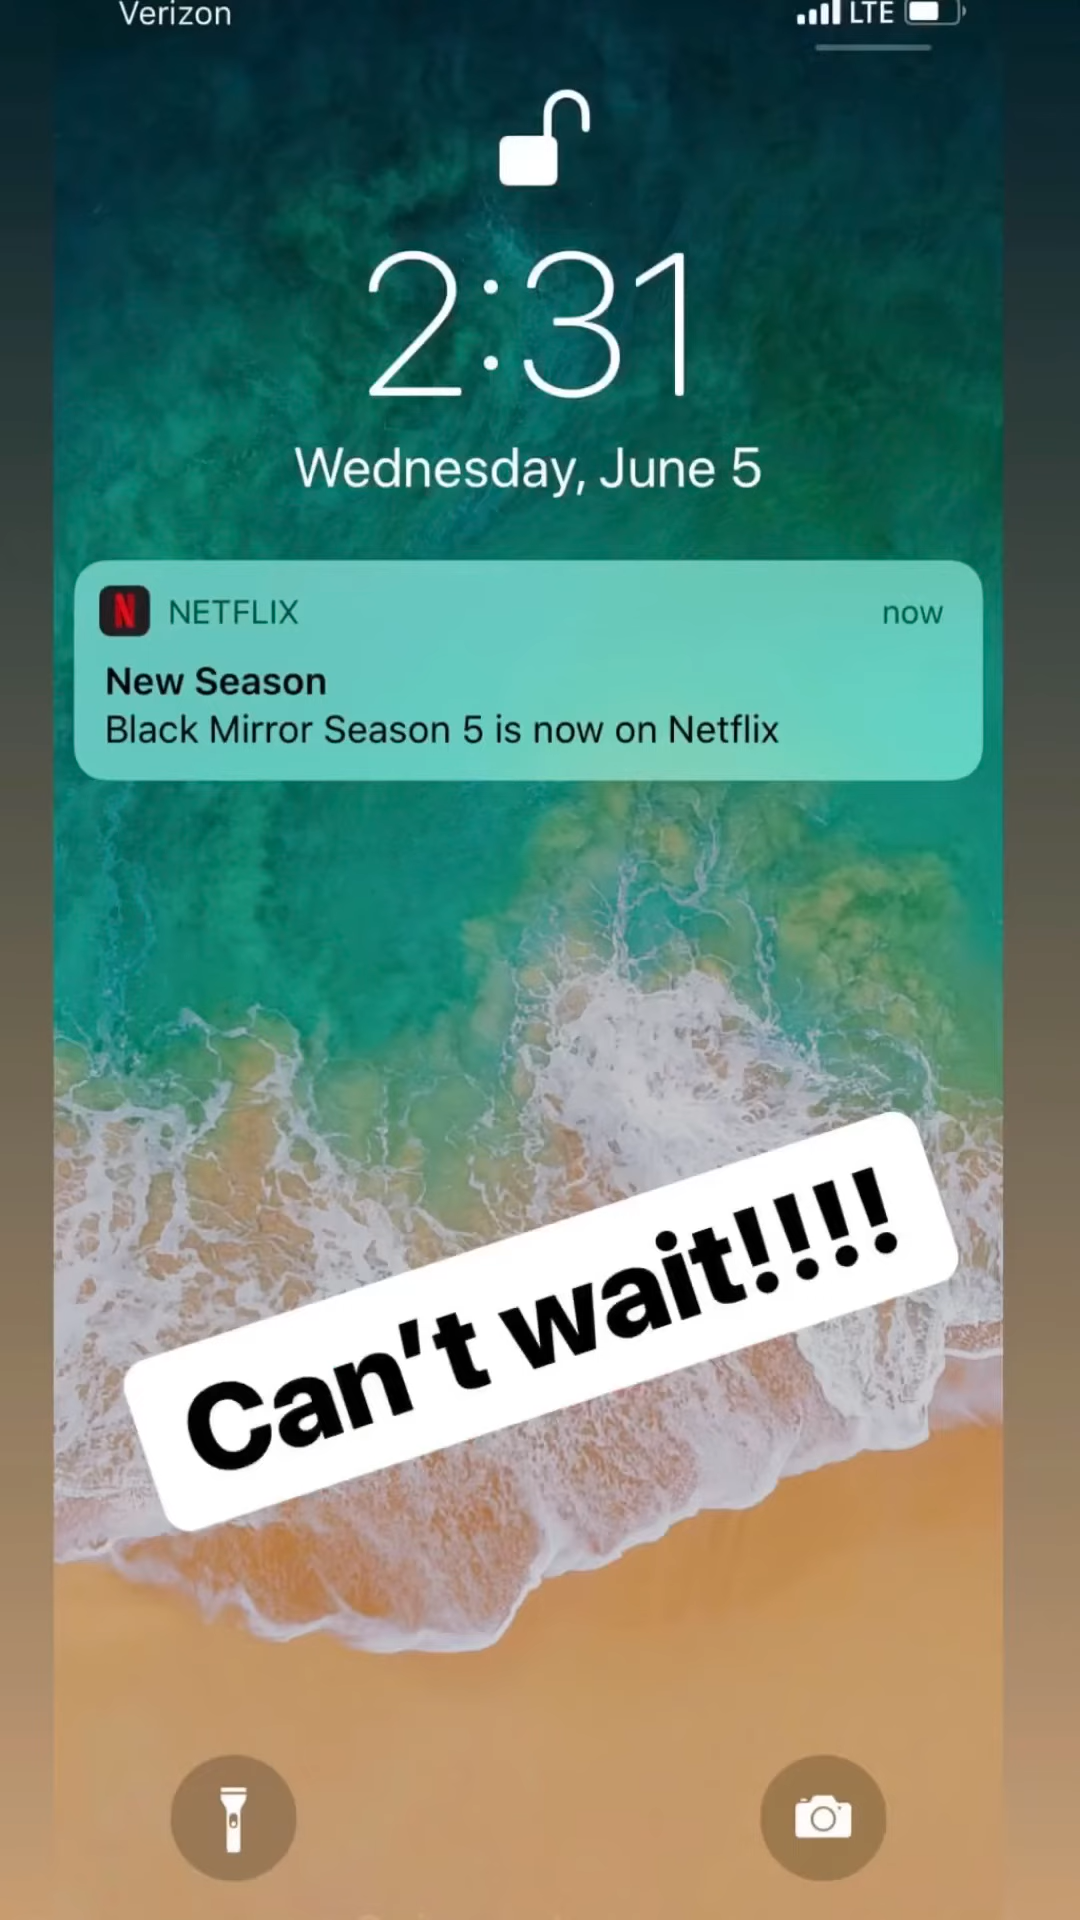 Verizon
LTE
2:31
Wednesday, June 5
N NETFLIX now
New Season
Black Mirror Season 5 is now on Netflix
Can't wait!!!!